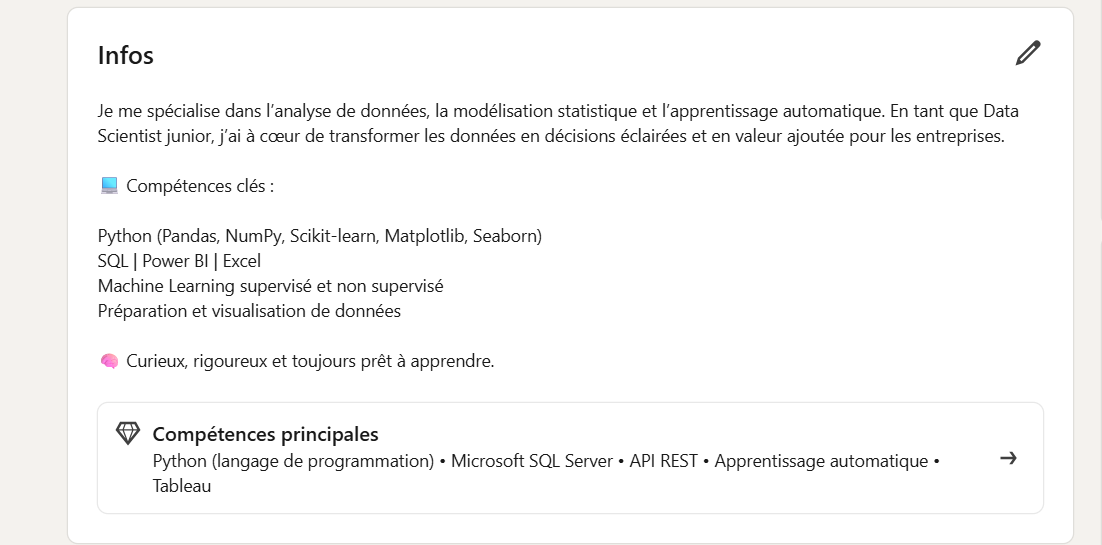 Infos
Je me spécialise dans l’analyse de données, la modélisation statistique et l’apprentissage automatique. En tant que Data
Scientist junior, j’ai à cœur de transformer les données en décisions éclairées et en valeur ajoutée pour les entreprises.
💻 Compétences clés :
Python (Pandas, NumPy, Scikit-learn, Matplotlib, Seaborn)
SQL | Power BI | Excel
Machine Learning supervisé et non supervisé
Préparation et visualisation de données
🧠 Curieux, rigoureux et toujours prêt à apprendre.
Compétences principales
Python (langage de programmation) • Microsoft SQL Server • API REST • Apprentissage automatique •
Tableau